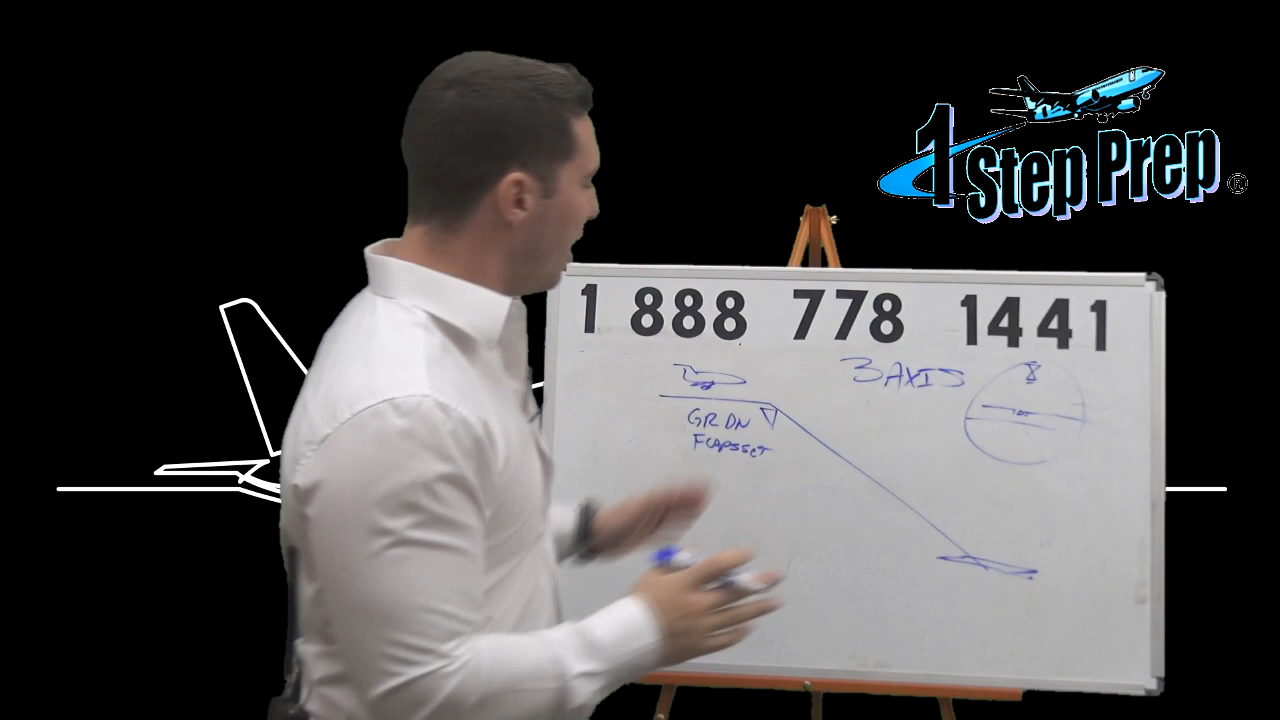 1 Step Prep ®
1 888 778 1441
3 AXIS
GR DN
FLAPS SET